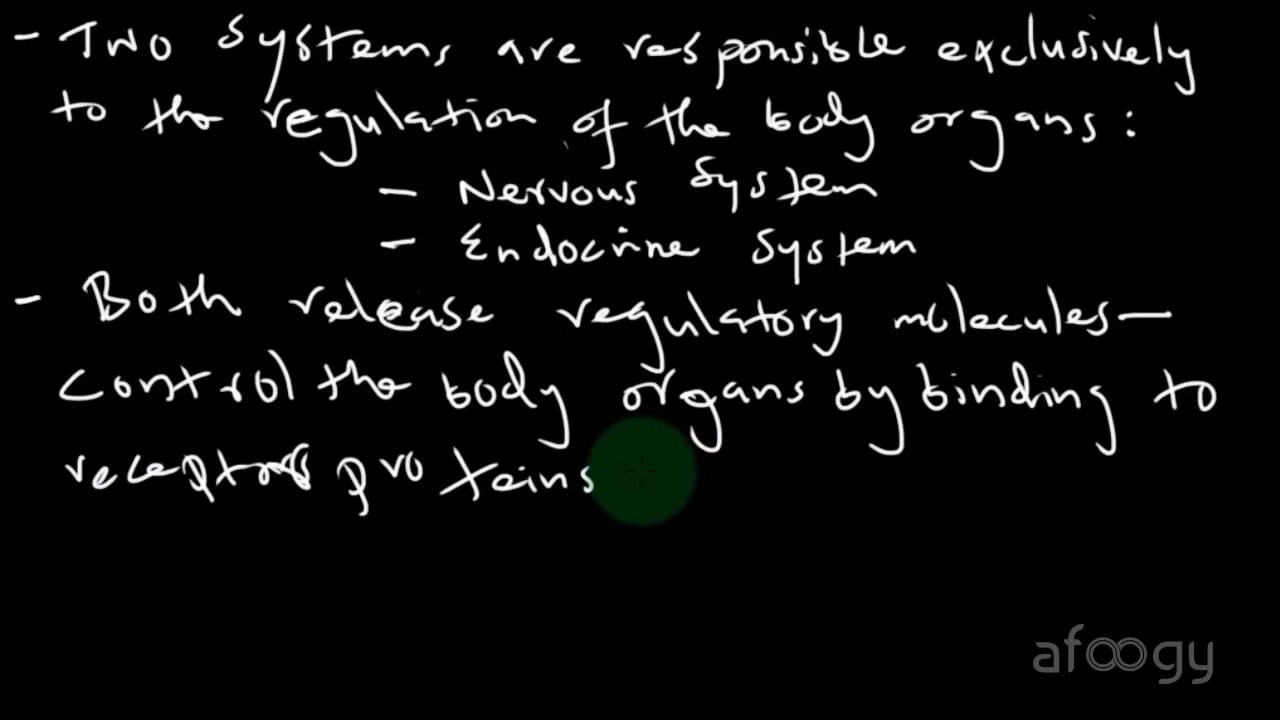 - Two systems are responsible exclusively
to the regulation of the body organs:
- Nervous system
- Endocrine system
- Both release regulatory molecules—
control the body organs by binding to
receptors proteins
afoogy